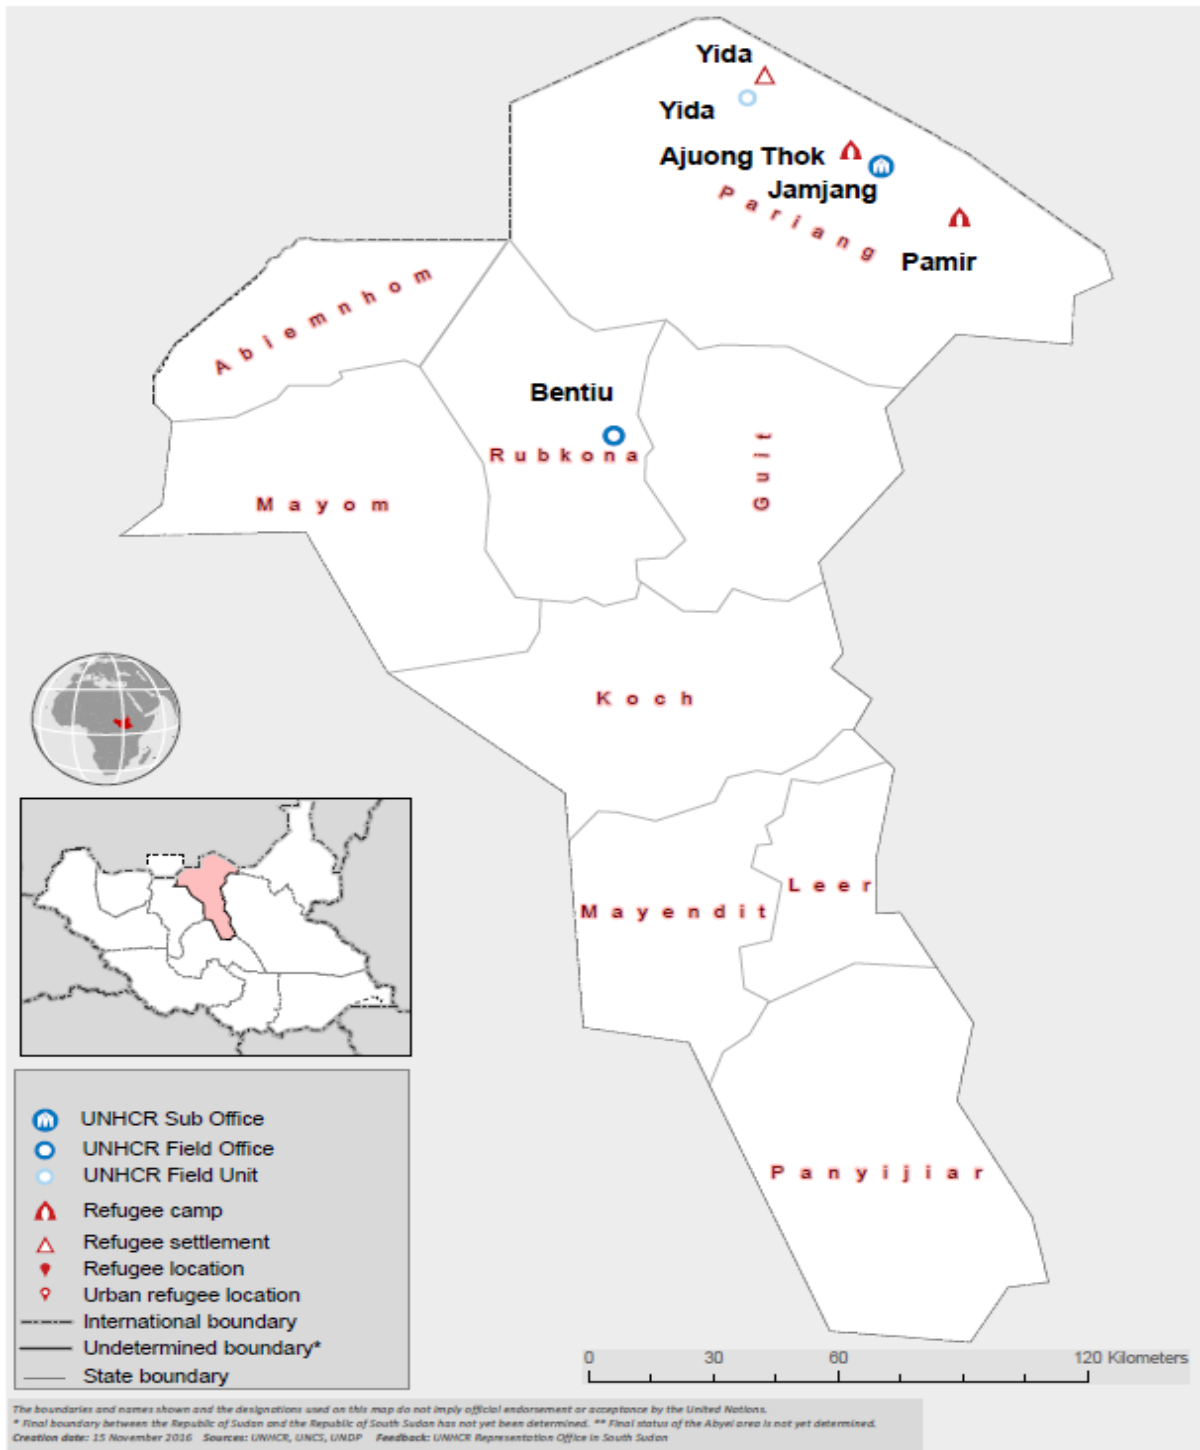 Yida
Yida
Ajuong Thok
Jamjang
Pariang
Pamir
Abiemnhom
Bentiu
Rubkona
Guit
Mayom
Koch
Leer
Mayendit
Panyijiar
UNHCR Sub Office
UNHCR Field Office
UNHCR Field Unit
Refugee camp
Refugee settlement
Refugee location
Urban refugee location
International boundary
Undetermined boundary*
State boundary
0 30 60 120 Kilometers
The boundaries and names shown and the designations used on this map do not imply official endorsement or acceptance by the United Nations.
* Final boundary between the Republic of Sudan and the Republic of South Sudan has not yet been determined. ** Final status of the Abyei area is not yet determined.
Creation date: 15 November 2016 Sources: UNHCR, UNCS, UNDP Feedback: UNHCR Representation Office in South Sudan